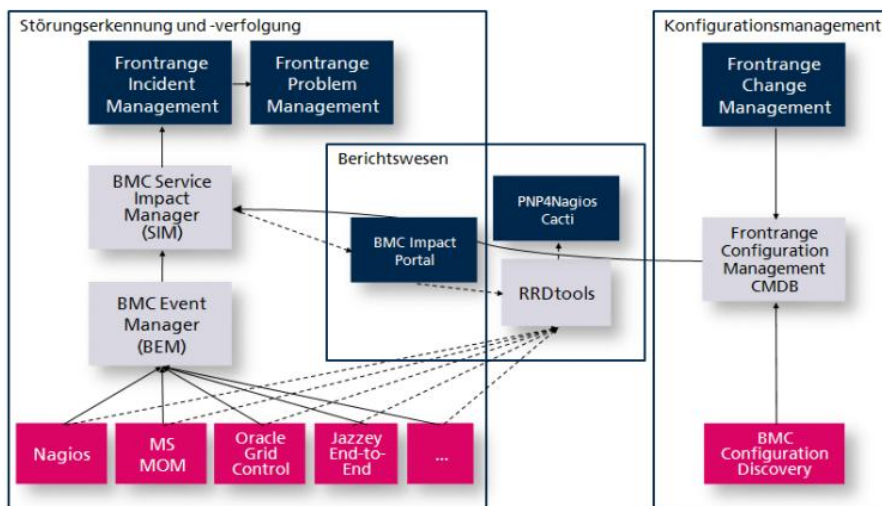 Störungserkennung und -verfolgung
Frontrange
Incident
Management
Frontrange
Problem
Management
BMC Service
Impact
Manager
(SIM)
BMC Event
Manager
(BEM)
Nagios
MS
MOM
Oracle
Grid
Control
Jazzey
End-to-
End
...
Berichtswesen
PNP4Nagios
Cacti
BMC Impact
Portal
RRDtools
Konfigurationsmanagement
Frontrange
Change
Management
Frontrange
Configuration
Management
CMDB
BMC
Configuration
Discovery